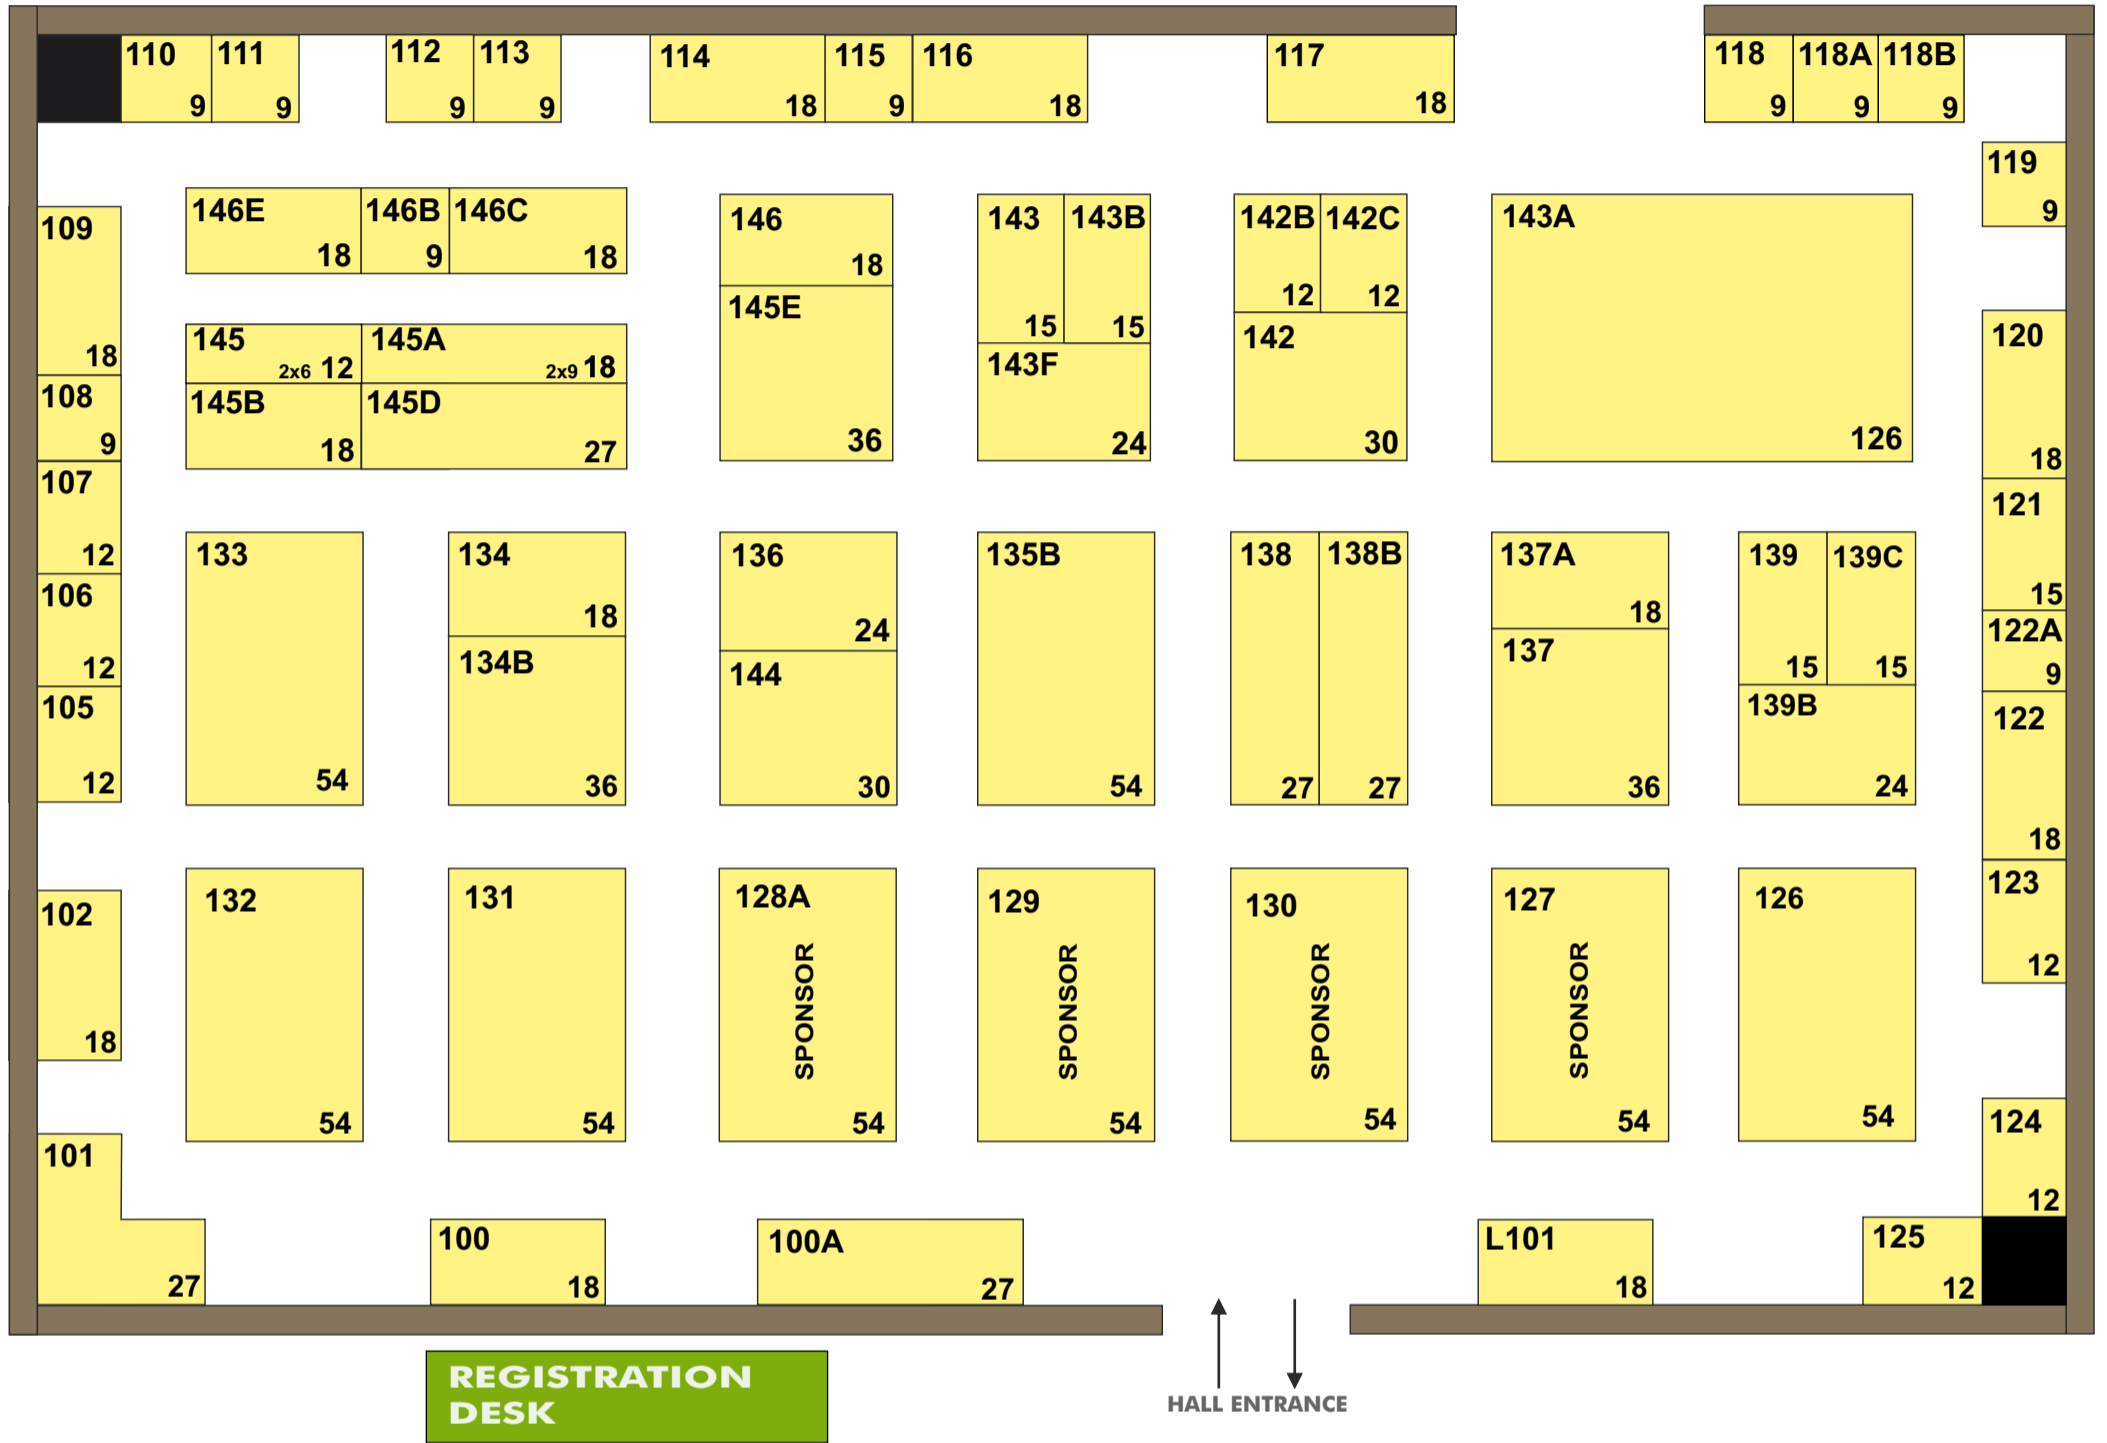 110 111 112 113 114 115 116 117 118 118A 118B
9 9 9 9 18 9 18 18 9 9 9
119
9
146E 146B 146C 146 143 143B 142B 142C 143A
18 9 18 18 15 15 12 12 126
109
18
145 145A 145E 143F 142 120
2x6 12 2x9 18 36 24 30 18
108
9
145B 145D
18 27
107
12
121
15
133 134 136 135B 138 138B 137A 139 139C
54 18 24 54 27 27 18 15 15
106
12
122A
9
134B 144 137 139B
36 30 36 24
105
12
122
18
123
12
132 131 128A 129 130 127 126
SPONSOR SPONSOR SPONSOR SPONSOR
54 54 54 54 54 54 54
102
18
124
12
101
27
100 100A L101 125
18 27 18 12
REGISTRATION
DESK
HALL ENTRANCE